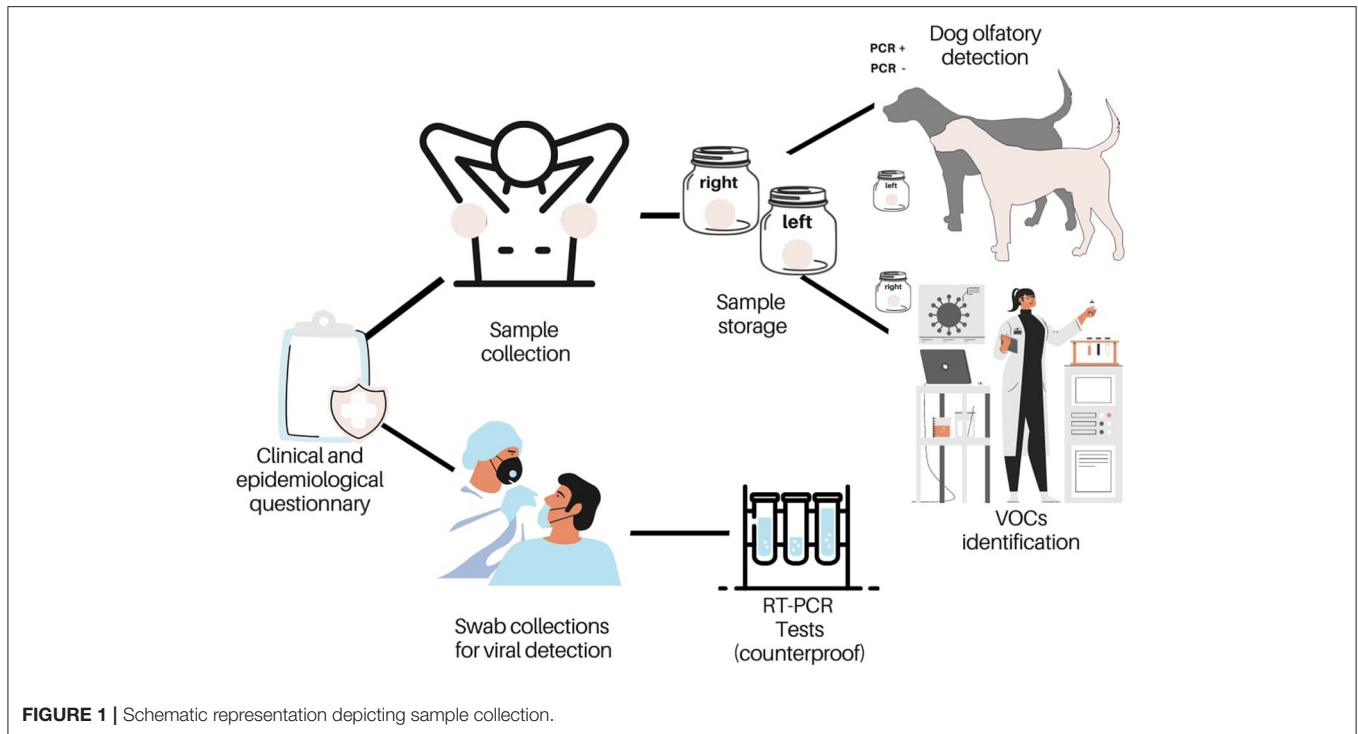 PCR +
PCR -
Dog olfatory
detection
right
left
left
right
Sample
collection
Sample
storage
Clinical and
epidemiological
questionnary
VOCs
identification
Swab collections
for viral detection
RT-PCR
Tests
(counterproof)
FIGURE 1 | Schematic representation depicting sample collection.